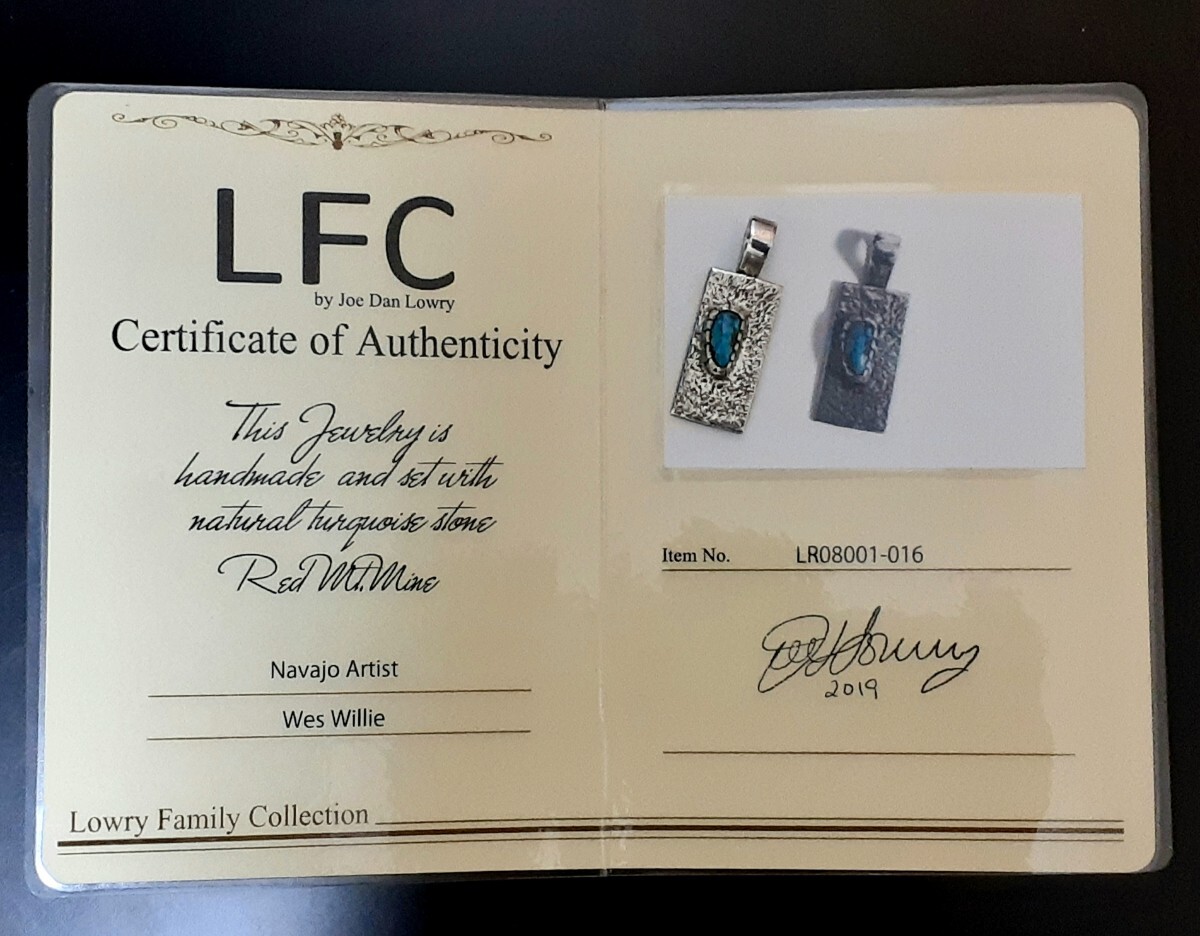 LFC
by Joe Dan Lowry
Certificate of Authenticity
This Jewelry is
handmade and set with
natural turquoise stone
Red Mt. Mine
Navajo Artist
Wes Willie
Lowry Family Collection
Item No. LR08001-016
2019